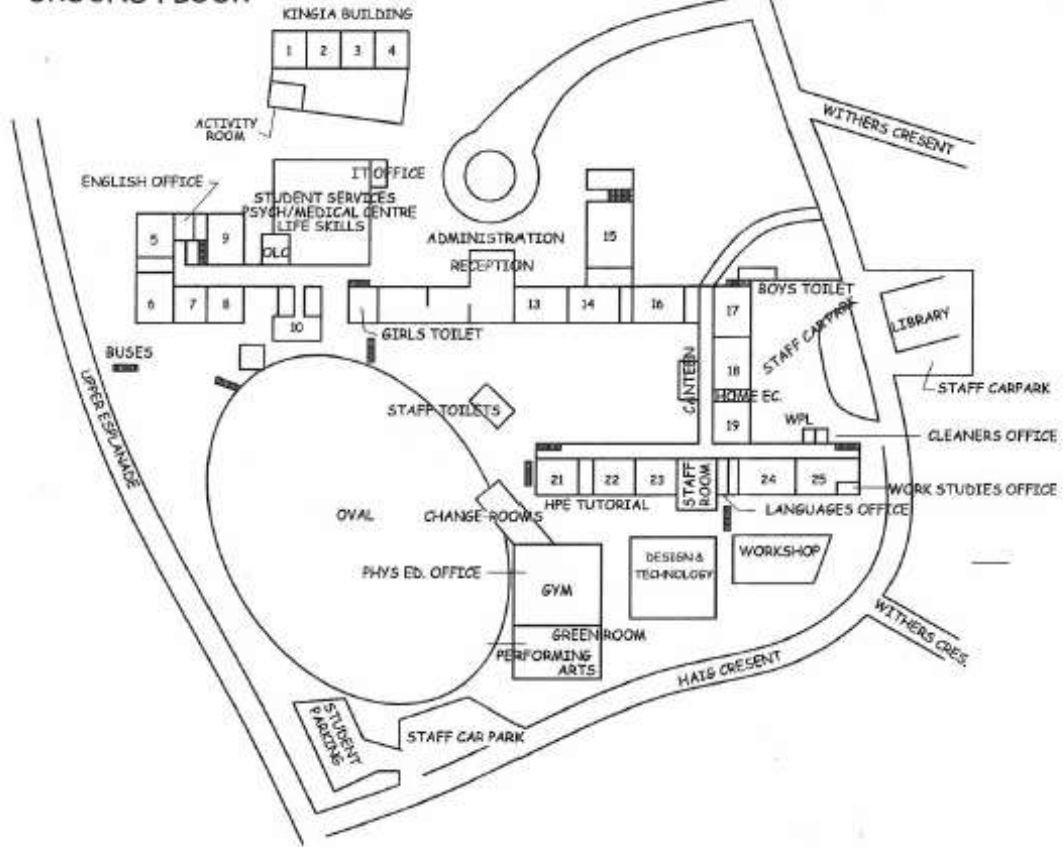 GROUND FLOOR
KINGIA BUILDING
1 2 3 4
ACTIVITY
ROOM
WITHERS CRESENT
ENGLISH OFFICE
IT OFFICE
STUDENT SERVICES
PSYCH/MEDICAL CENTRE
LIFE SKILLS
5
9
OLC
ADMINISTRATION
RECEPTION
15
6 7 8
10
13 14 16 17
BOYS TOILET
GIRLS TOILET
LIBRARY
STAFF CARPARK
BUSES
18
CANTEEN
HOME EC.
STAFF CARPARK
UPPER ESPLANADE
STAFF TOILETS
19
WPL
CLEANERS OFFICE
21 22 23
STAFF
ROOM
24 25
WORK STUDIES OFFICE
HPE TUTORIAL
LANGUAGES OFFICE
OVAL
CHANGE ROOMS
DESIGN &
TECHNOLOGY
WORKSHOP
PHYS ED. OFFICE
GYM
GREEN ROOM
PERFORMING
ARTS
WITHERS CRES.
HAIG CRESENT
STUDENT
PARKING
STAFF CAR PARK